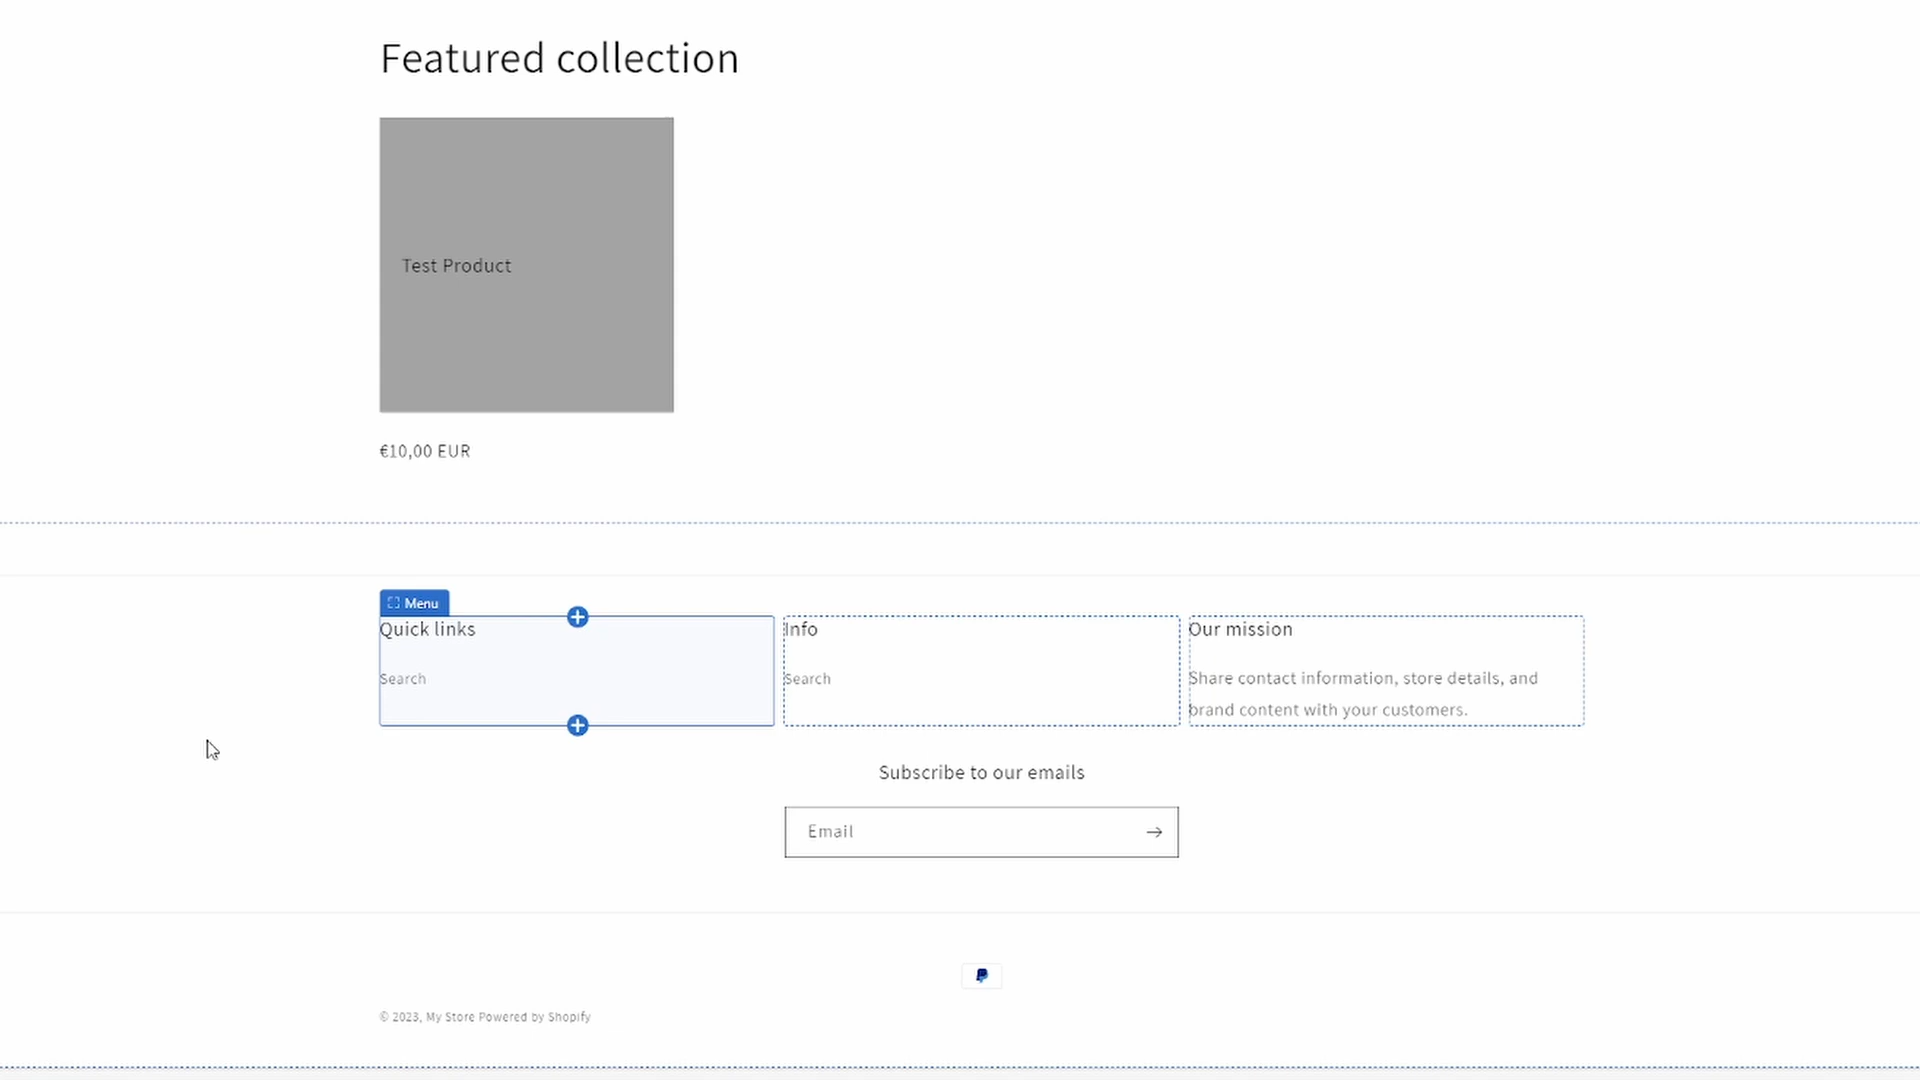 Featured collection
Test Product
€10,00 EUR
Menu
Quick links
Info
Our mission
Search
Search
Share contact information, store details, and
brand content with your customers.
Subscribe to our emails
Email
© 2023, My Store Powered by Shopify